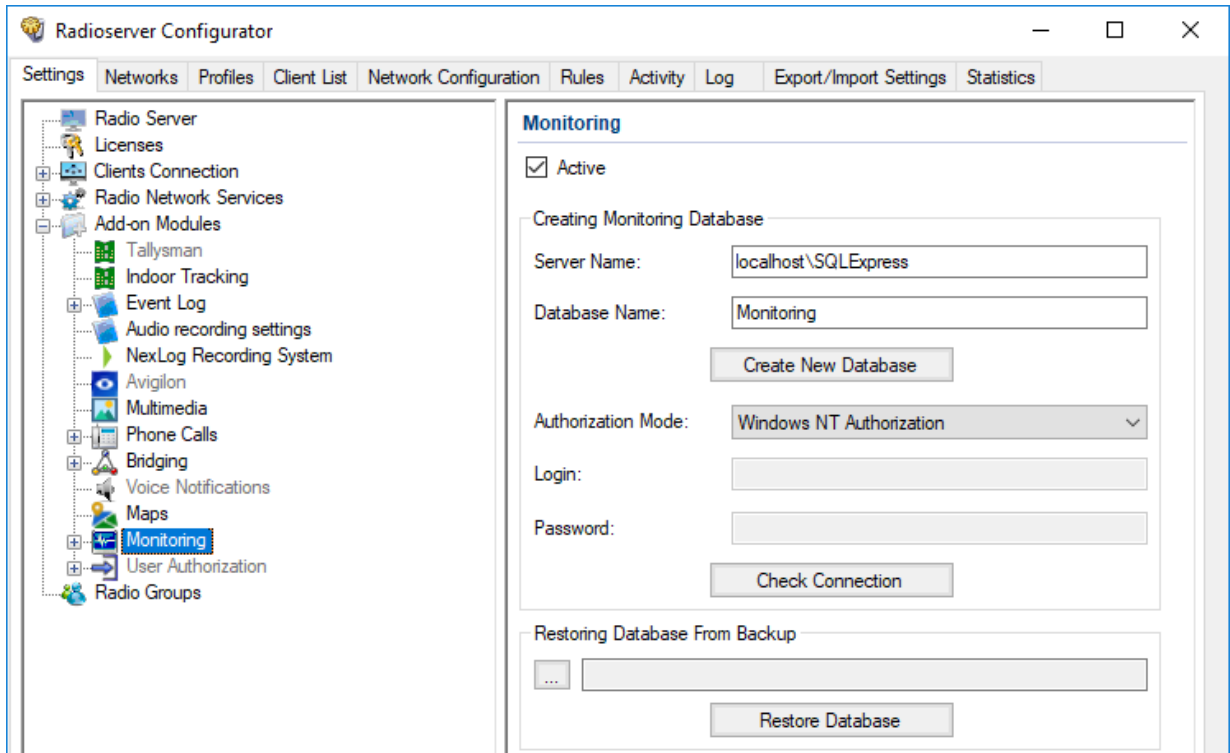 Radioserver Configurator
Settings Networks Profiles Client List Network Configuration Rules Activity Log Export/Import Settings Statistics
Radio Server
Licenses
Clients Connection
Radio Network Services
Add-on Modules
Tallysman
Indoor Tracking
Event Log
Audio recording settings
NexLog Recording System
Avigilon
Multimedia
Phone Calls
Bridging
Voice Notifications
Maps
Monitoring
User Authorization
Radio Groups
Monitoring
Active
Creating Monitoring Database
Server Name: localhost\SQLExpress
Database Name: Monitoring
Create New Database
Authorization Mode: Windows NT Authorization
Login:
Password:
Check Connection
Restoring Database From Backup
...
Restore Database